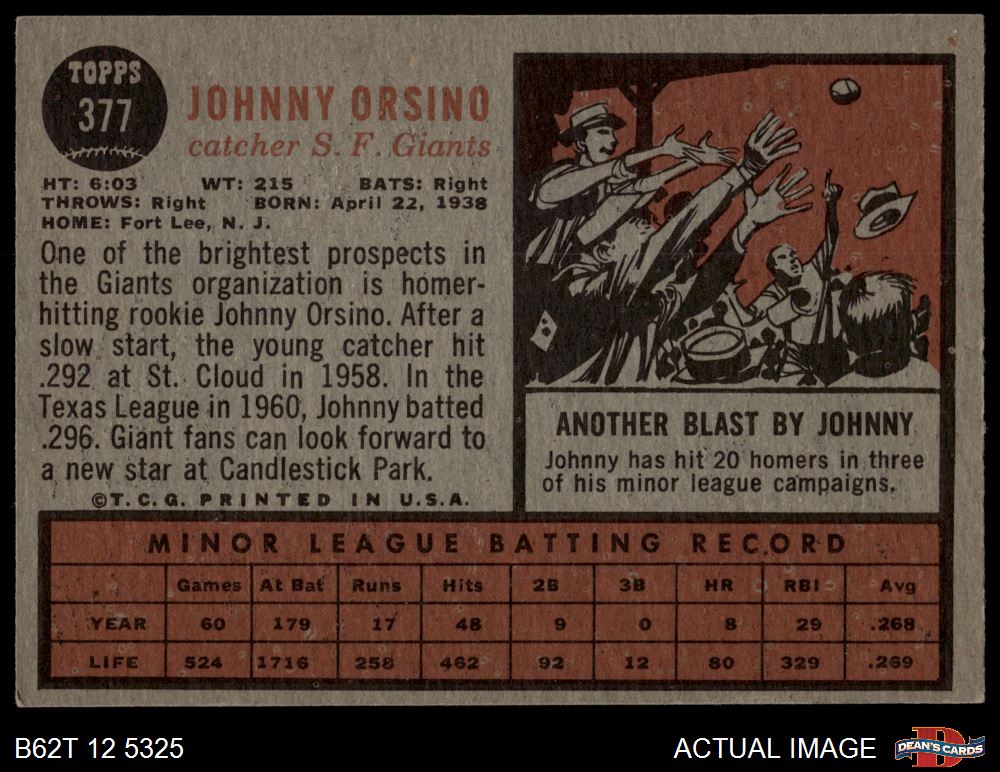 TOPPS
377
JOHNNY ORSINO
catcher S. F. Giants
HT: 6:03 WT: 215 BATS: Right
THROWS: Right BORN: April 22, 1938
HOME: Fort Lee, N. J.
One of the brightest prospects in
the Giants organization is homer-
hitting rookie Johnny Orsino. After a
slow start, the young catcher hit
.292 at St. Cloud in 1958. In the
Texas League in 1960, Johnny batted
.296. Giant fans can look forward to
a new star at Candlestick Park.
©T.C.G. PRINTED IN U.S.A.
ANOTHER BLAST BY JOHNNY
Johnny has hit 20 homers in three
of his minor league campaigns.
MINOR LEAGUE BATTING RECORD
Games At Bat Runs Hits 2B 3B HR RBI Avg
YEAR 60 179 17 48 9 0 8 29 .268
LIFE 524 1716 258 462 92 12 80 329 .269
B62T 12 5325
ACTUAL IMAGE
DEAN'S CARDS